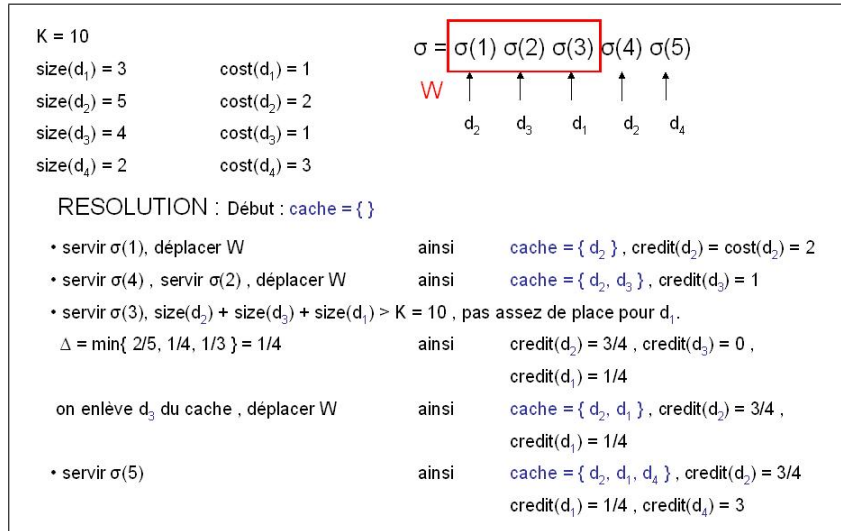 K = 10
σ = σ(1) σ(2) σ(3) σ(4) σ(5)
size(d₁) = 3 cost(d₁) = 1
W
size(d₂) = 5 cost(d₂) = 2
d₂ d₃ d₁ d₂ d₄
size(d₃) = 4 cost(d₃) = 1
size(d₄) = 2 cost(d₄) = 3
RESOLUTION : Début : cache = { }
• servir σ(1), déplacer W ainsi cache = { d₂ } , credit(d₂) = cost(d₂) = 2
• servir σ(4) , servir σ(2) , déplacer W ainsi cache = { d₂, d₃ } , credit(d₃) = 1
• servir σ(3), size(d₂) + size(d₃) + size(d₁) > K = 10 , pas assez de place pour d₁.
Δ = min{ 2/5, 1/4, 1/3 } = 1/4 ainsi credit(d₂) = 3/4 , credit(d₃) = 0 ,
credit(d₁) = 1/4
on enlève d₃ du cache , déplacer W ainsi cache = { d₂, d₁ } , credit(d₂) = 3/4 ,
credit(d₁) = 1/4
• servir σ(5) ainsi cache = { d₂, d₁, d₄ } , credit(d₂) = 3/4
credit(d₁) = 1/4 , credit(d₄) = 3